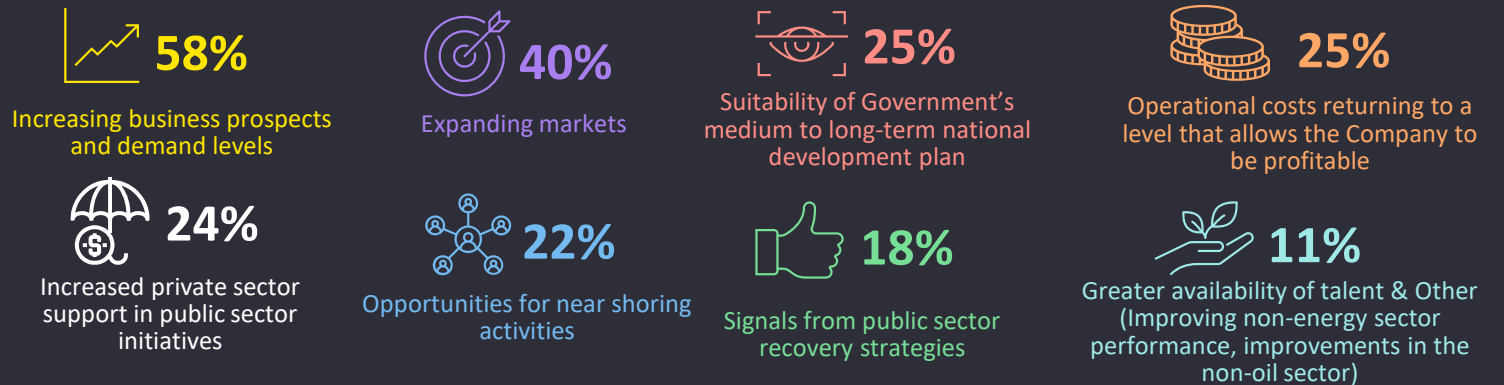 58%
Increasing business prospects
and demand levels
40%
Expanding markets
25%
Suitability of Government's
medium to long-term national
development plan
25%
Operational costs returning to a
level that allows the Company to
be profitable
$
24%
Increased private sector
support in public sector
initiatives
22%
Opportunities for near shoring
activities
18%
Signals from public sector
recovery strategies
11%
Greater availability of talent & Other
(Improving non-energy sector
performance, improvements in the
non-oil sector)